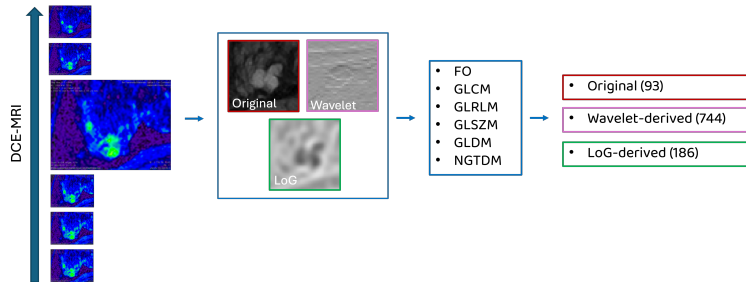 DCE-MRI
Original
Wavelet
LoG
• FO
• GLCM
• GLRLM
• GLSZM
• GLDM
• NGTDM
• Original (93)
• Wavelet-derived (744)
• LoG-derived (186)